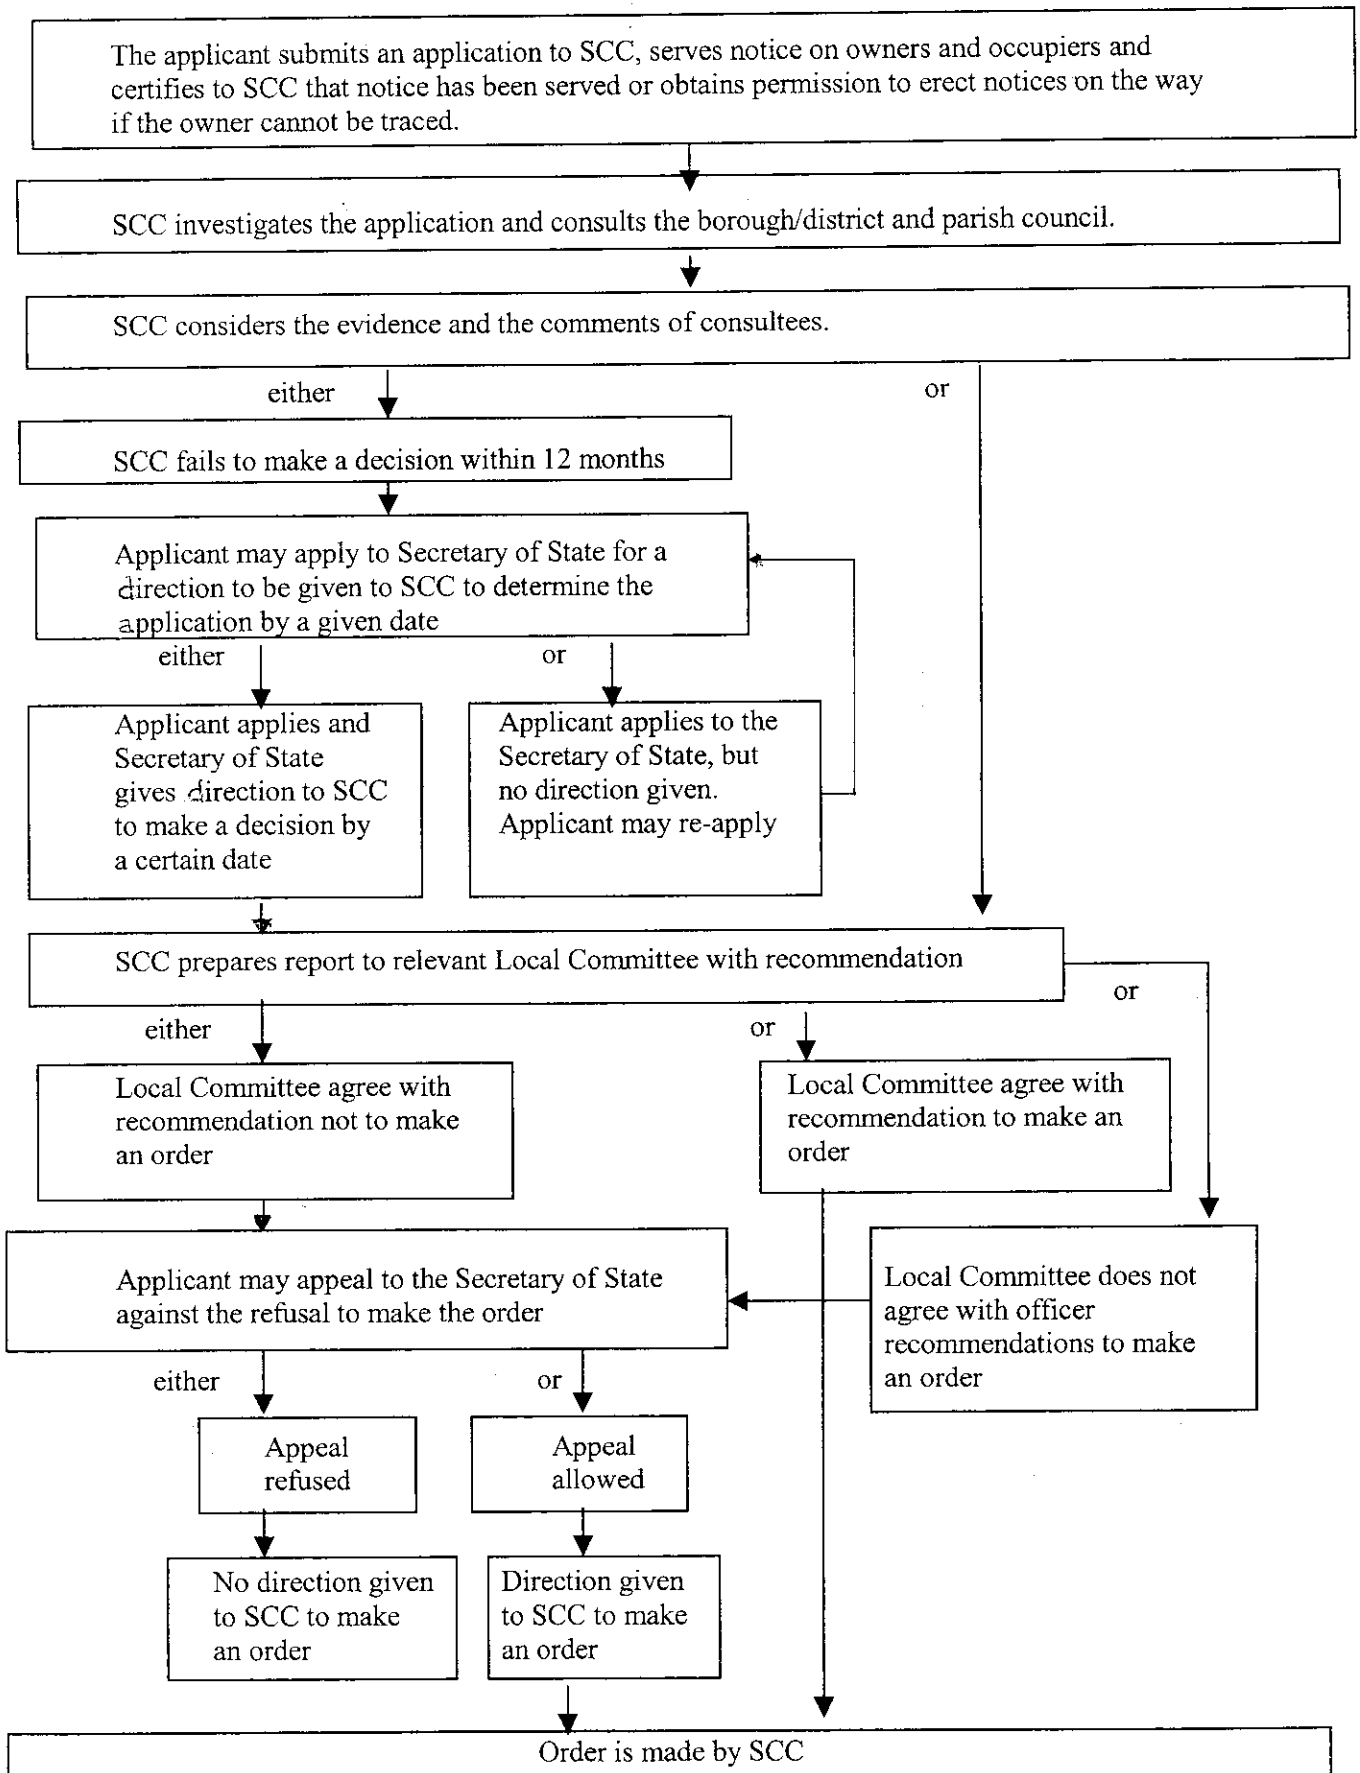 The applicant submits an application to SCC, serves notice on owners and occupiers and
certifies to SCC that notice has been served or obtains permission to erect notices on the way
if the owner cannot be traced.
SCC investigates the application and consults the borough/district and parish council.
SCC considers the evidence and the comments of consultees.
either
or
SCC fails to make a decision within 12 months
Applicant may apply to Secretary of State for a
direction to be given to SCC to determine the
application by a given date
either
or
Applicant applies and
Secretary of State
gives direction to SCC
to make a decision by
a certain date
Applicant applies to the
Secretary of State, but
no direction given.
Applicant may re-apply
SCC prepares report to relevant Local Committee with recommendation
either
or
or
Local Committee agree with
recommendation not to make
an order
Local Committee agree with
recommendation to make an
order
Applicant may appeal to the Secretary of State
against the refusal to make the order
Local Committee does not
agree with officer
recommendations to make
an order
either
or
Appeal
refused
Appeal
allowed
No direction given
to SCC to make
an order
Direction given
to SCC to make
an order
Order is made by SCC